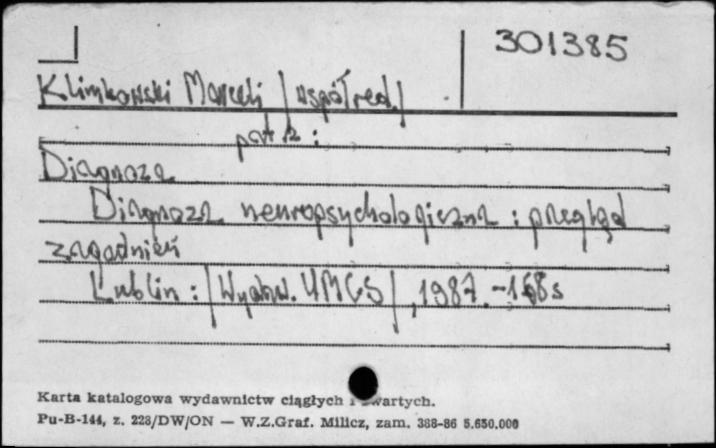 301385
Klimkowski Marceli /współred./
patrz:
Diagnoza
Diagnoza neuropsychologiczna : przegląd
zagadnień
Lublin : /Wydaw. UMCS/, 1987. - 168 s
Karta katalogowa wydawnictw ciągłych i zwartych.
Pu-B-144, z. 228/DW/ON — W.Z.Graf. Milicz, zam. 388-86 5.650.000